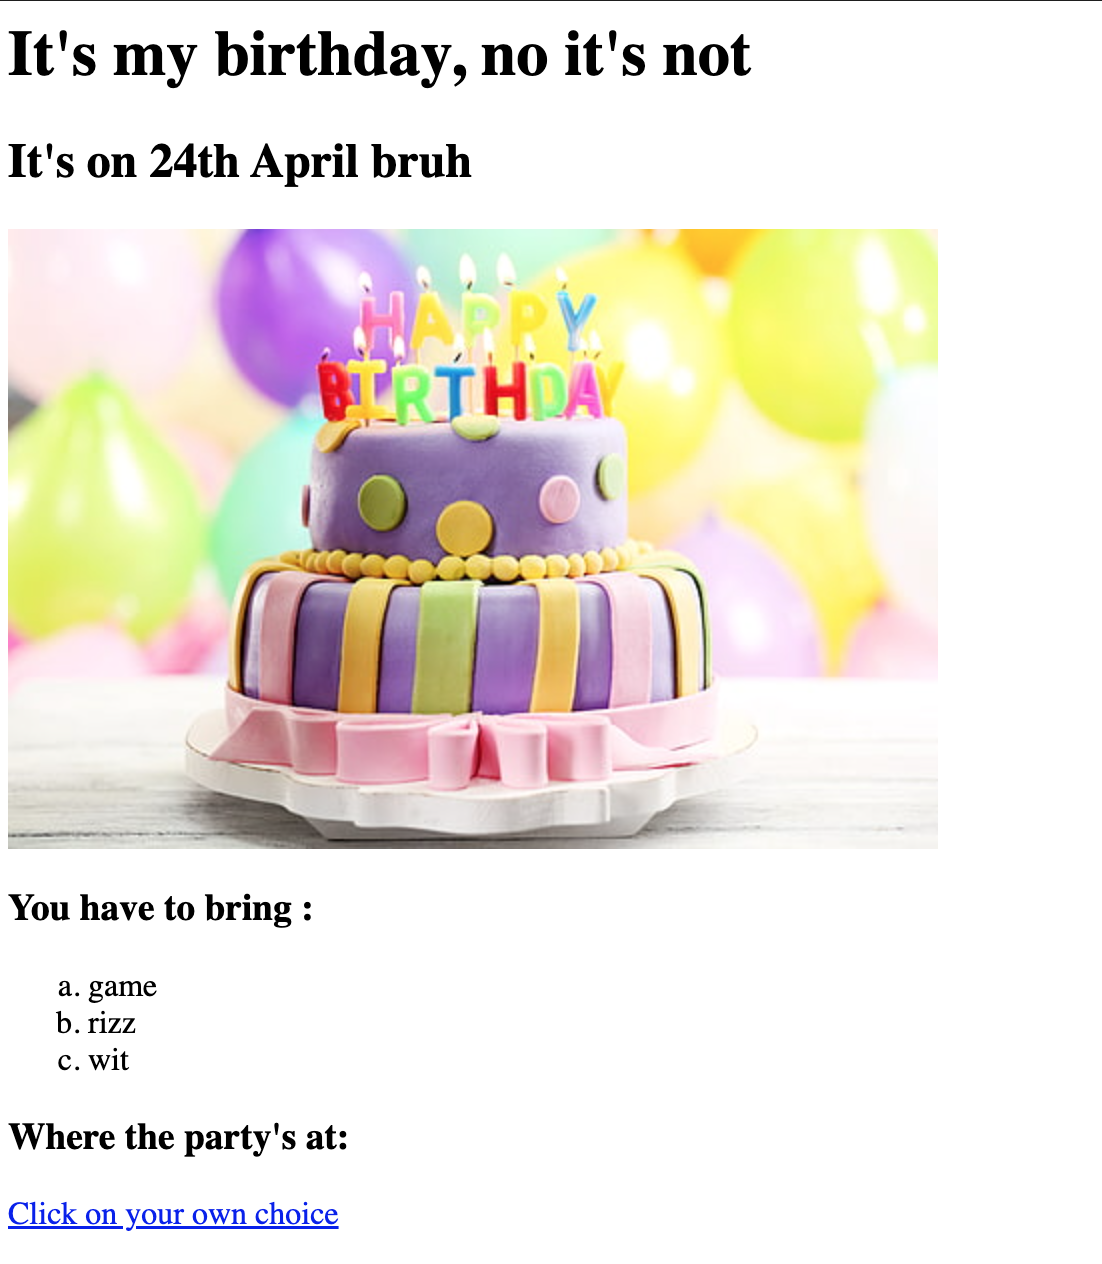 It's my birthday, no it's not
It's on 24th April bruh
HAPPY
BIRTHDAY
You have to bring :
a. game
b. rizz
c. wit
Where the party's at:
Click on your own choice